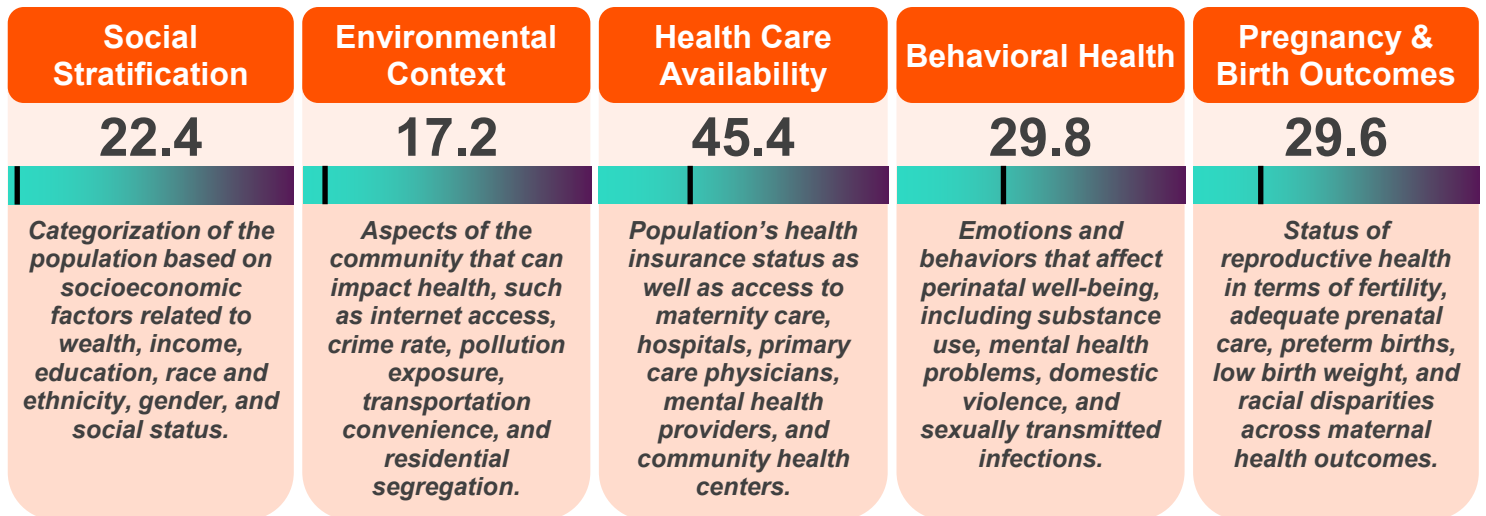 Social
Stratification
22.4
Categorization of the
population based on
socioeconomic
factors related to
wealth, income,
education, race and
ethnicity, gender, and
social status.
Environmental
Context
17.2
Aspects of the
community that can
impact health, such
as internet access,
crime rate, pollution
exposure,
transportation
convenience, and
residential
segregation.
Health Care
Availability
45.4
Population's health
insurance status as
well as access to
maternity care,
hospitals, primary
care physicians,
mental health
providers, and
community health
centers.
Behavioral Health
29.8
Emotions and
behaviors that affect
perinatal well-being,
including substance
use, mental health
problems, domestic
violence, and
sexually transmitted
infections.
Pregnancy &
Birth Outcomes
29.6
Status of
reproductive health
in terms of fertility,
adequate prenatal
care, preterm births,
low birth weight, and
racial disparities
across maternal
health outcomes.